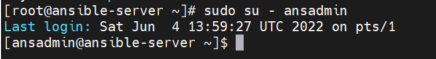 [root@ansible-server ~]# sudo su - ansadmin
Last login: Sat Jun  4 13:59:27 UTC 2022 on pts/1
[ansadmin@ansible-server ~]$